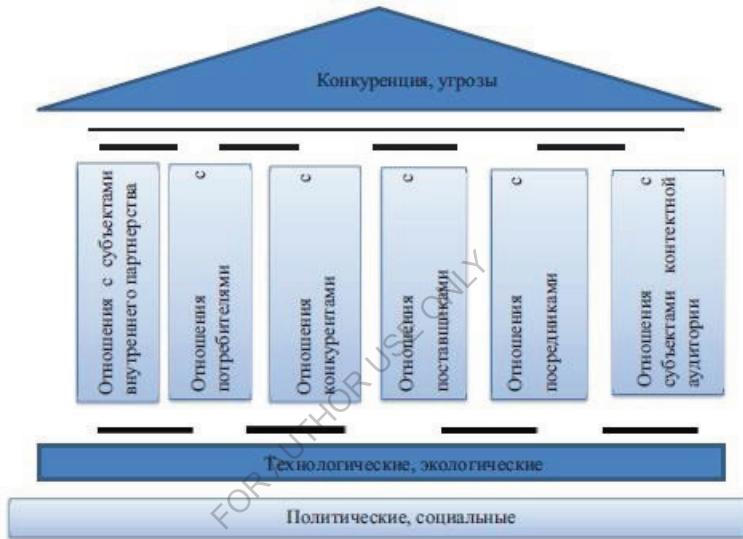 Конкуренция, угрозы
Отношения с субъектами
внутреннего партнерства
Отношения с
потребителями
Отношения с
конкурентами
Отношения с
поставщиками
Отношения с
посредниками
Отношения с
субъектами контектной
аудитории
FOR AUTHOR USE ONLY
Технологические, экологические
Политические, социальные